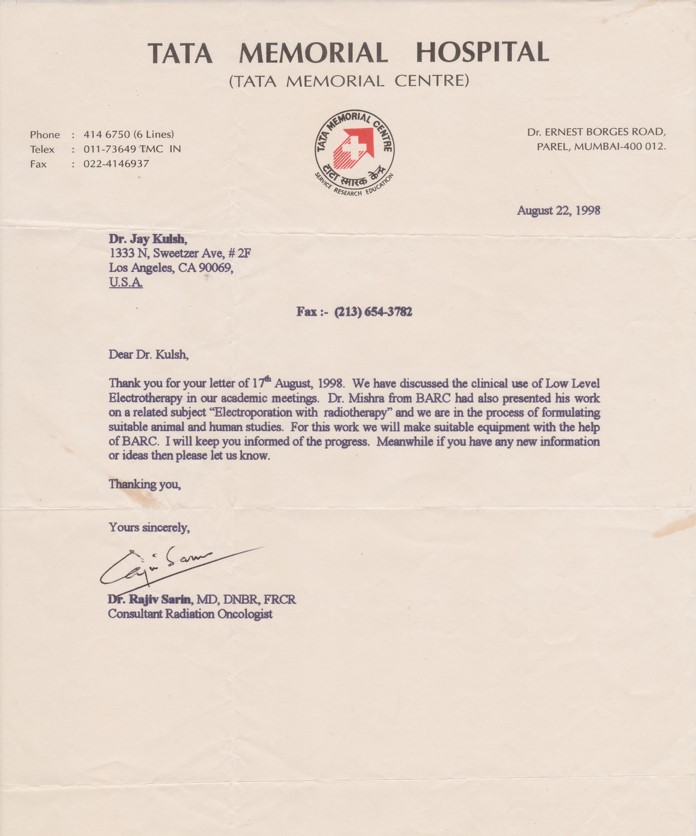 TATA MEMORIAL HOSPITAL
(TATA MEMORIAL CENTRE)
Phone : 414 6750 (6 Lines)
Telex : 011-73649 TMC IN
Fax : 022-4146937
TATA MEMORIAL CENTRE
टाटा स्मारक केन्द्र
SERVICE RESEARCH EDUCATION
Dr. ERNEST BORGES ROAD,
PAREL, MUMBAI-400 012.
August 22, 1998
Dr. Jay Kulsh,
1333 N, Sweetzer Ave, # 2F
Los Angeles, CA 90069,
U.S.A.
Fax :- (213) 654-3782
Dear Dr. Kulsh,
Thank you for your letter of 17th August, 1998. We have discussed the clinical use of Low Level
Electrotherapy in our academic meetings. Dr. Mishra from BARC had also presented his work
on a related subject “Electroporation with radiotherapy” and we are in the process of formulating
suitable animal and human studies. For this work we will make suitable equipment with the help
of BARC. I will keep you informed of the progress. Meanwhile if you have any new information
or ideas then please let us know.
Thanking you,
Yours sincerely,
Rajiv Sarin
Dr. Rajiv Sarin, MD, DNBR, FRCR
Consultant Radiation Oncologist